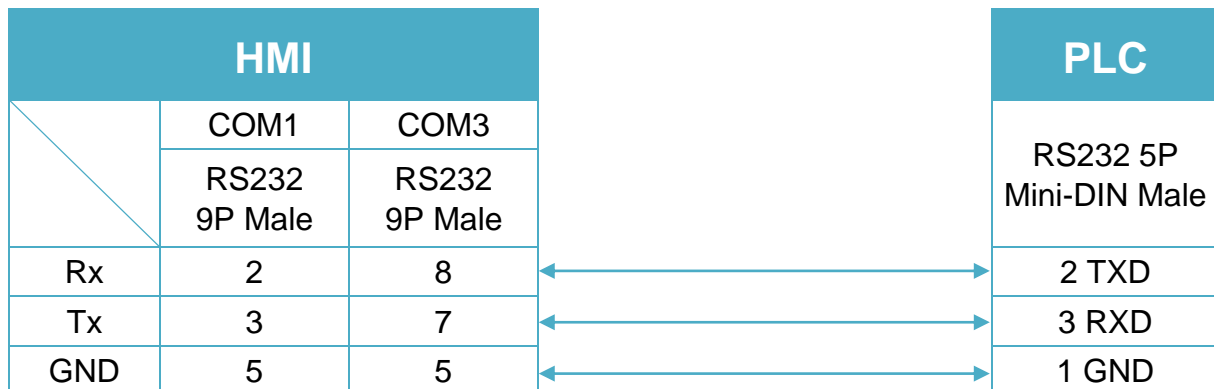 HMI PLC
COM1 COM3
RS232 9P Male RS232 9P Male RS232 5P Mini-DIN Male
Rx 2 8 2 TXD
Tx 3 7 3 RXD
GND 5 5 1 GND